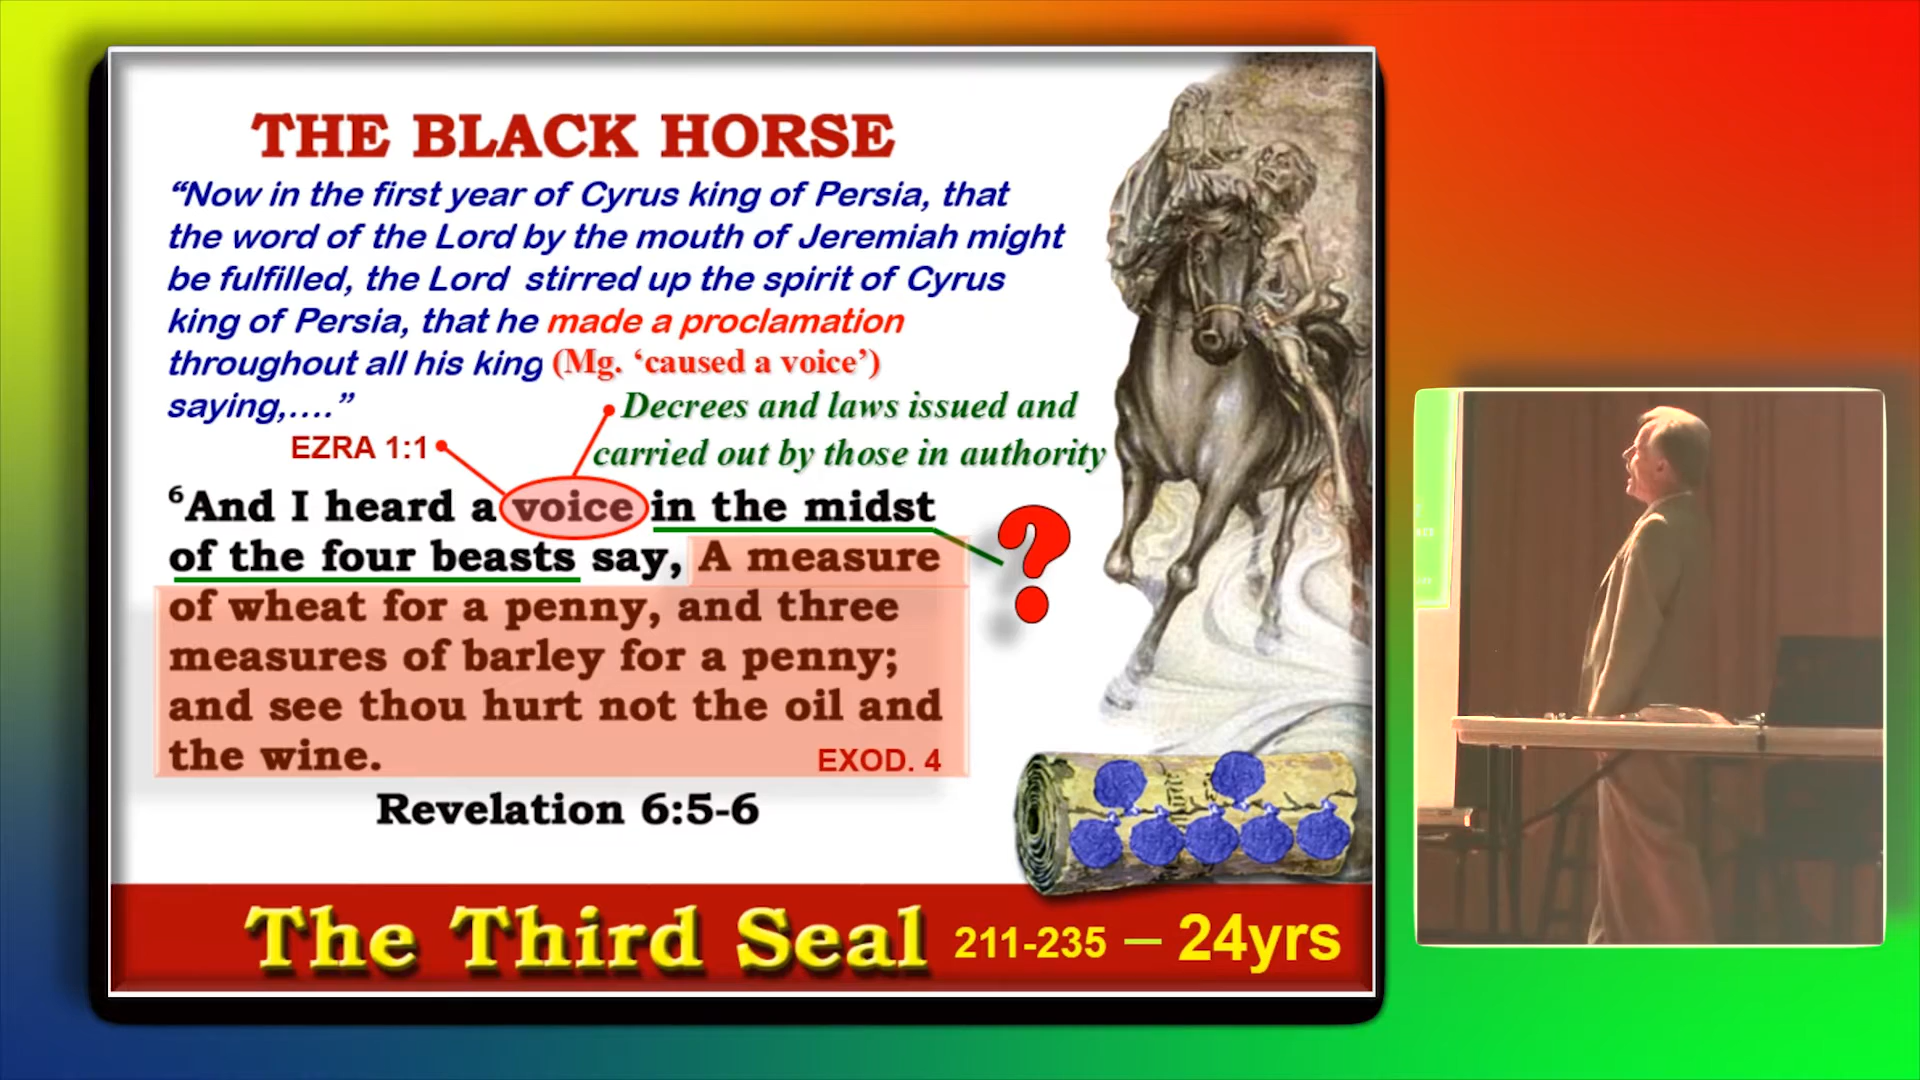 THE BLACK HORSE
“Now in the first year of Cyrus king of Persia, that
the word of the Lord by the mouth of Jeremiah might
be fulfilled, the Lord stirred up the spirit of Cyrus
king of Persia, that he made a proclamation
throughout all his king (Mg. ‘caused a voice’)
saying,....”
Decrees and laws issued and
carried out by those in authority
EZRA 1:1
6And I heard a voice in the midst
of the four beasts say, A measure
of wheat for a penny, and three
measures of barley for a penny;
and see thou hurt not the oil and
the wine.
EXOD. 4
?
Revelation 6:5-6
The Third Seal 211-235 – 24yrs